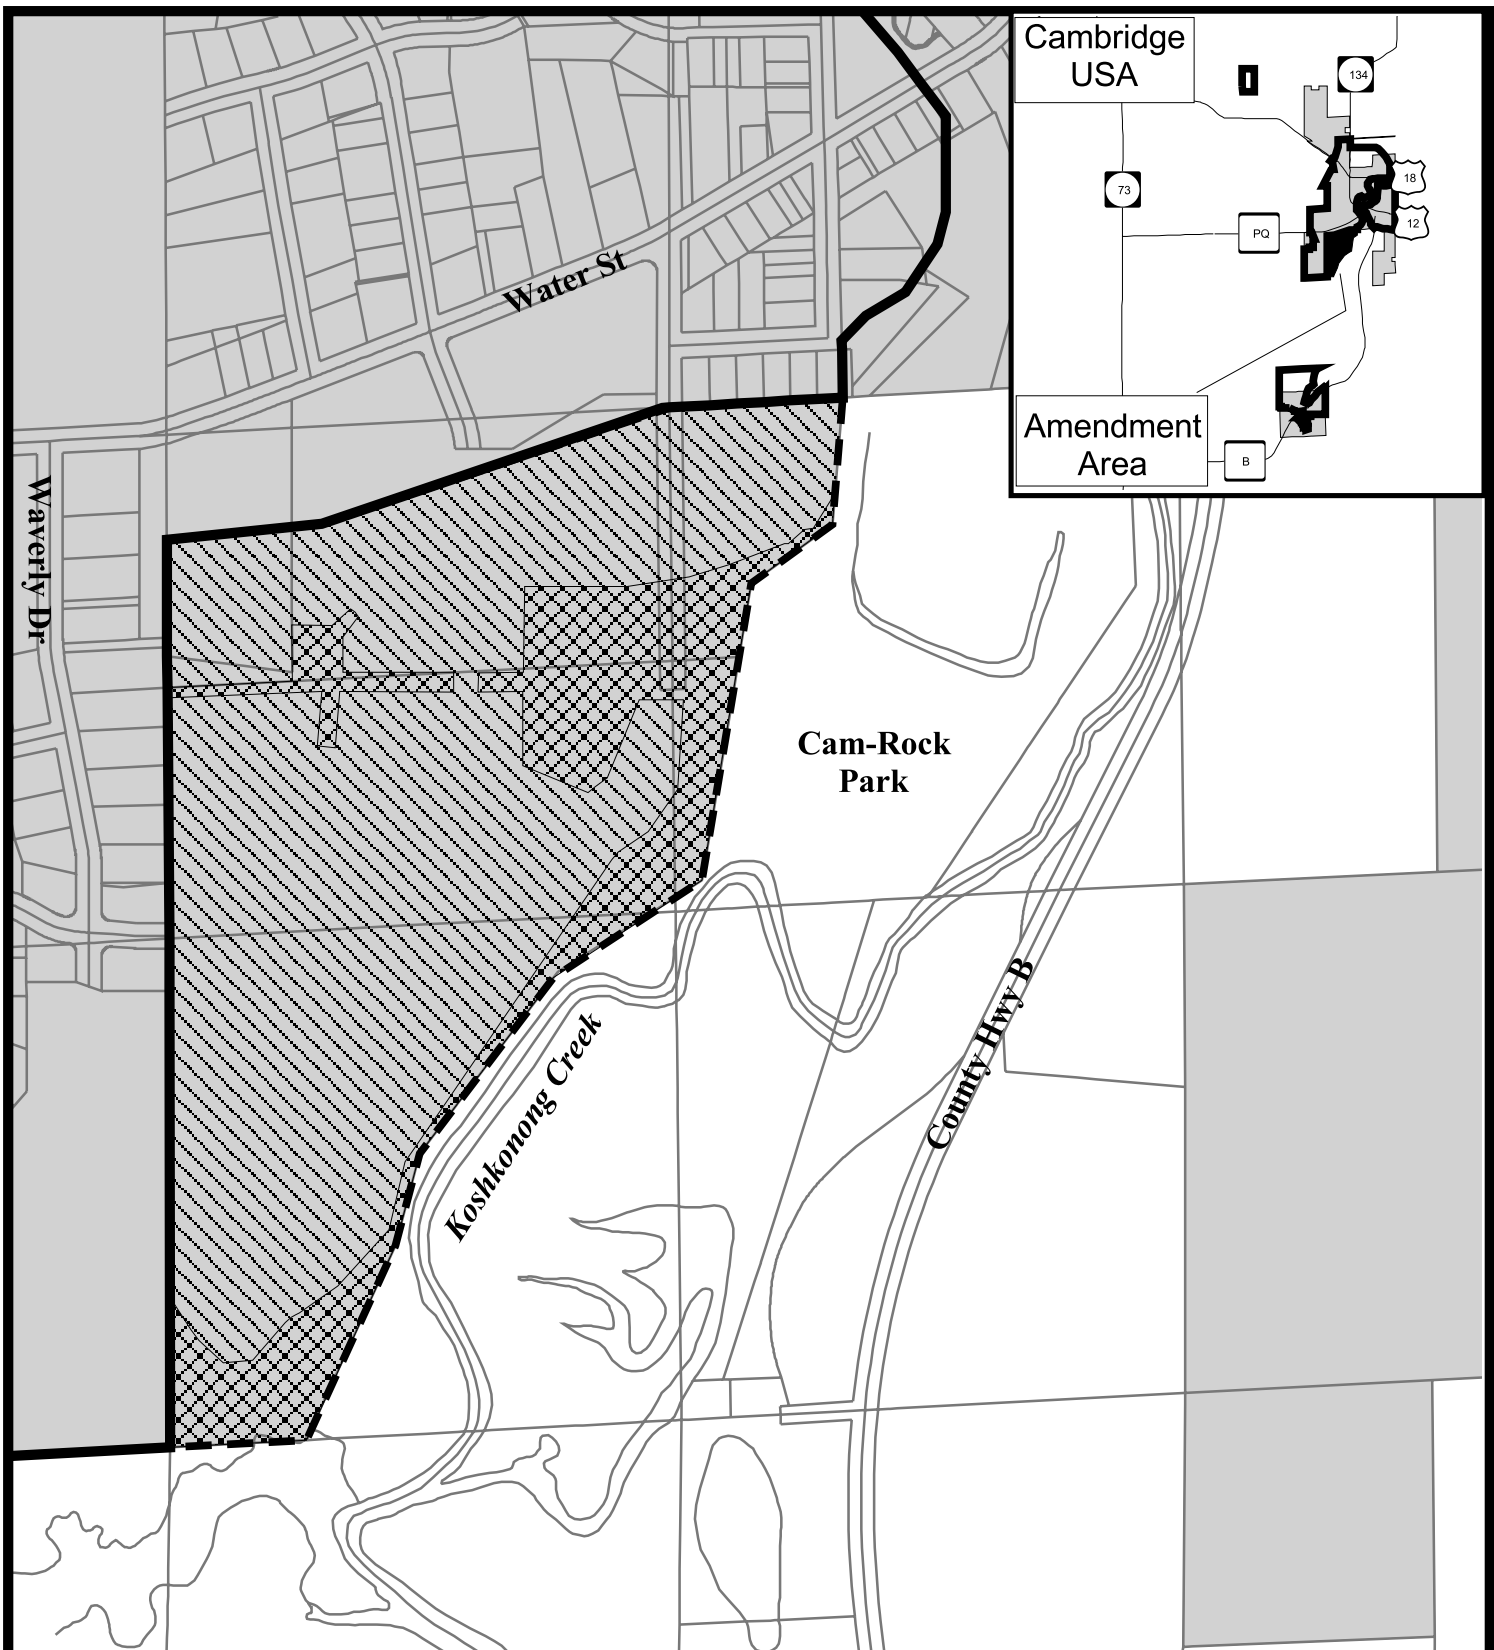 Cambridge
USA
134
73
18
12
PQ
Amendment
Area
B
Water St
Waverly Dr
Cam-Rock
Park
County Hwy B
Koshkonong Creek